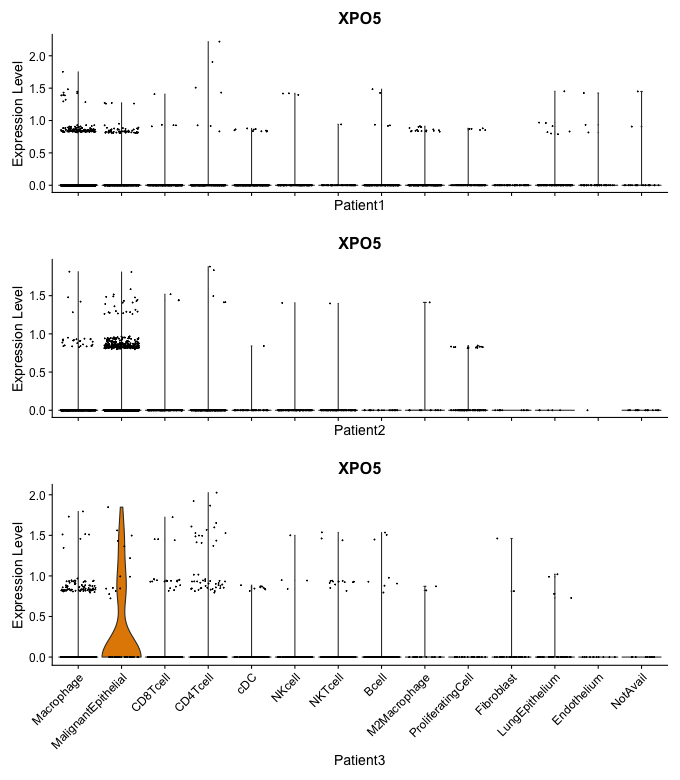 XPO5
Expression Level
2.0
1.5
1.0
0.5
0.0
Patient1
XPO5
Expression Level
1.5
1.0
0.5
0.0
Patient2
XPO5
Expression Level
2.0
1.5
1.0
0.5
0.0
Macrophage
MalignantEpithelial
CD8Tcell
CD4Tcell
cDC
NKcell
NKTcell
Bcell
M2Macrophage
ProliferatingCell
Fibroblast
LungEpithelium
Endothelium
NotAvail
Patient3